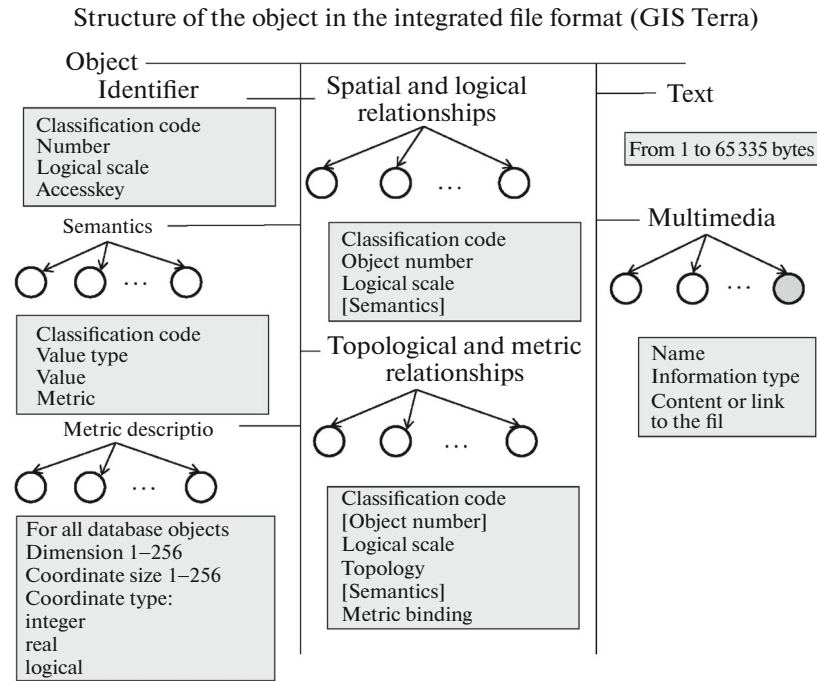 Structure of the object in the integrated file format (GIS Terra)
Object
Identifier
Classification code
Number
Logical scale
Accesskey
Semantics
...
Classification code
Value type
Value
Metric
Metric descriptio
...
For all database objects
Dimension 1–256
Coordinate size 1–256
Coordinate type:
integer
real
logical
Spatial and logical
relationships
...
Classification code
Object number
Logical scale
[Semantics]
Topological and metric
relationships
...
Classification code
[Object number]
Logical scale
Topology
[Semantics]
Metric binding
Text
From 1 to 65 335 bytes
Multimedia
...
Name
Information type
Content or link
to the fil